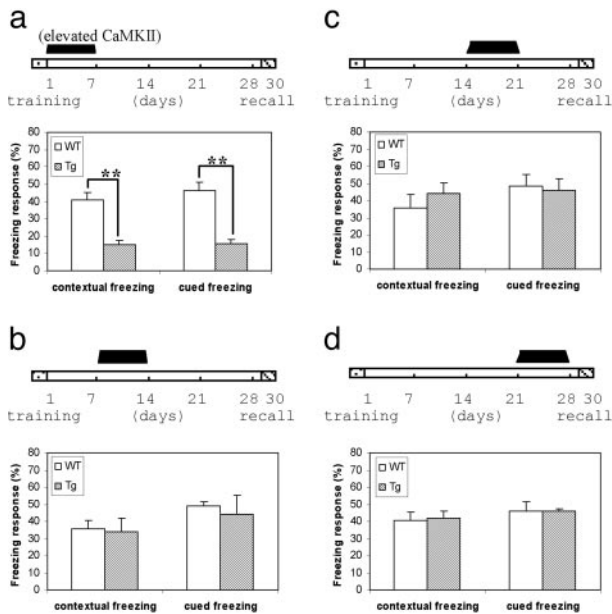 a
(elevated CaMKII)
1 7 14 21 28 30
training (days) recall
Freezing response (%)
80
70
60
50
40
30
20
10
0
WT
Tg
**
**
contextual freezing cued freezing
b
1 7 14 21 28 30
training (days) recall
Freezing response (%)
80
70
60
50
40
30
20
10
0
WT
Tg
contextual freezing cued freezing
c
1 7 14 21 28 30
training (days) recall
Freezing response (%)
80
70
60
50
40
30
20
10
0
WT
Tg
contextual freezing cued freezing
d
1 7 14 21 28 30
training (days) recall
Freezing response (%)
80
70
60
50
40
30
20
10
0
WT
Tg
contextual freezing cued freezing